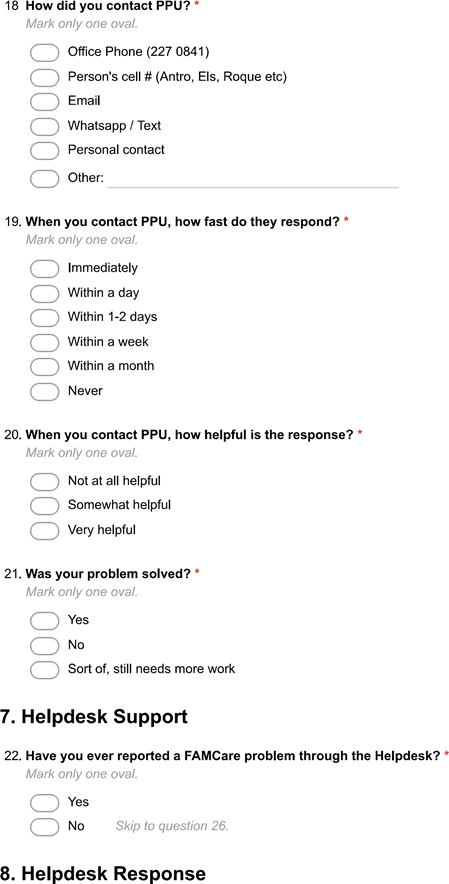 18 How did you contact PPU? *
Mark only one oval.
Office Phone (227 0841)
Person's cell # (Antro, Els, Roque etc)
Email
Whatsapp / Text
Personal contact
Other:
19. When you contact PPU, how fast do they respond? *
Mark only one oval.
Immediately
Within a day
Within 1-2 days
Within a week
Within a month
Never
20. When you contact PPU, how helpful is the response? *
Mark only one oval.
Not at all helpful
Somewhat helpful
Very helpful
21. Was your problem solved? *
Mark only one oval.
Yes
No
Sort of, still needs more work
7. Helpdesk Support
22. Have you ever reported a FAMCare problem through the Helpdesk? *
Mark only one oval.
Yes
No Skip to question 26.
8. Helpdesk Response